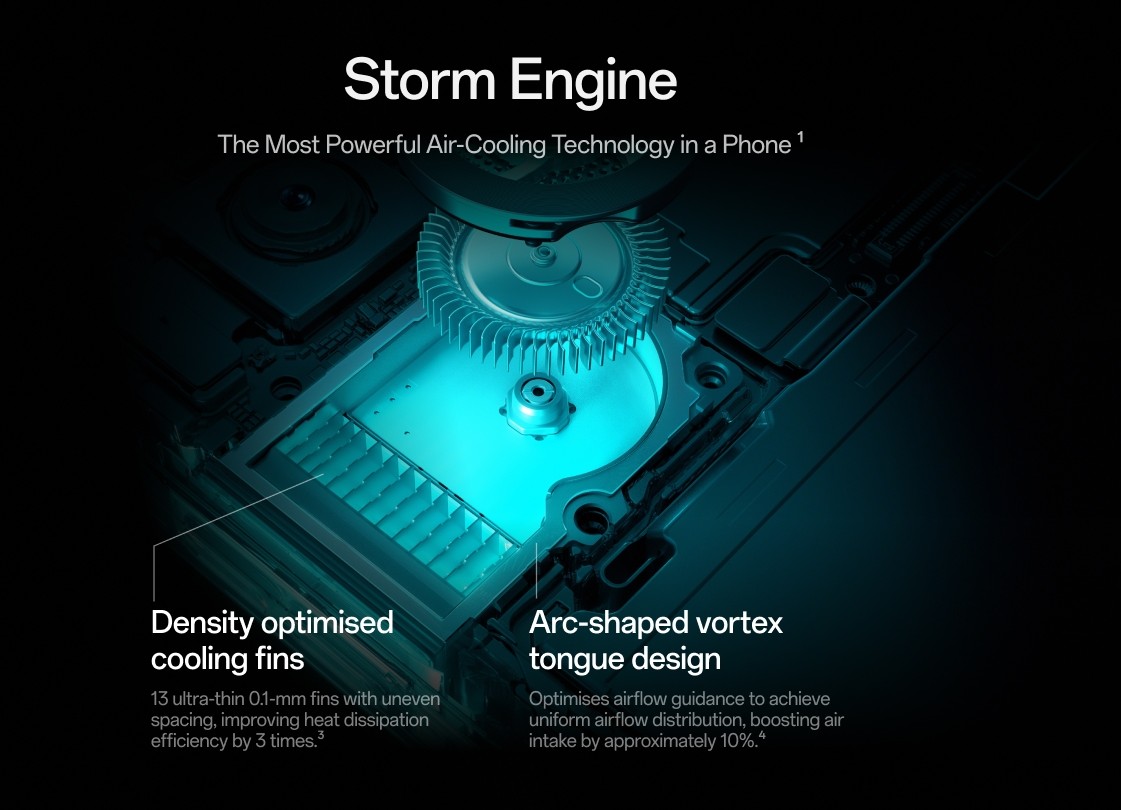 Storm Engine
The Most Powerful Air-Cooling Technology in a Phone ¹
Density optimised
cooling fins
13 ultra-thin 0.1-mm fins with uneven
spacing, improving heat dissipation
efficiency by 3 times.³
Arc-shaped vortex
tongue design
Optimises airflow guidance to achieve
uniform airflow distribution, boosting air
intake by approximately 10%.⁴